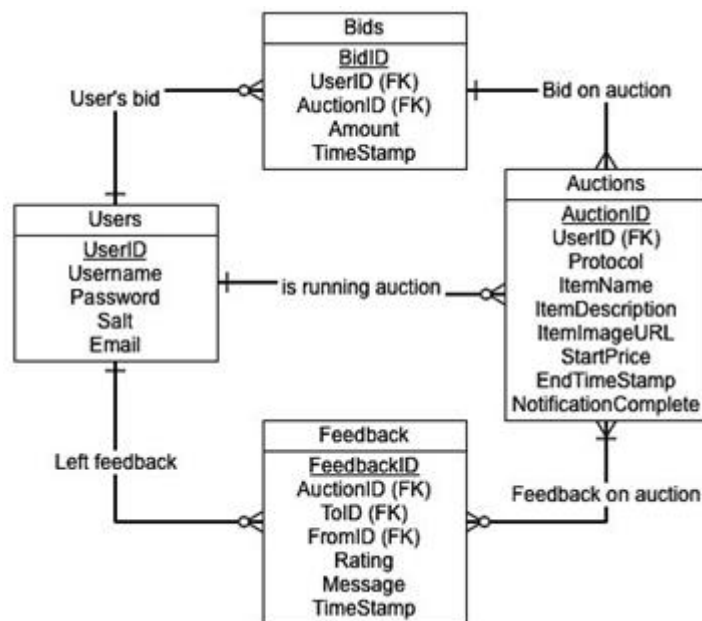 Bids
BidID
UserID (FK)
AuctionID (FK)
Amount
TimeStamp
User's bid
Bid on auction
Users
UserID
Username
Password
Salt
Email
is running auction
Auctions
AuctionID
UserID (FK)
Protocol
ItemName
ItemDescription
ItemImageURL
StartPrice
EndTimeStamp
NotificationComplete
Left feedback
Feedback
FeedbackID
AuctionID (FK)
ToID (FK)
FromID (FK)
Rating
Message
TimeStamp
Feedback on auction